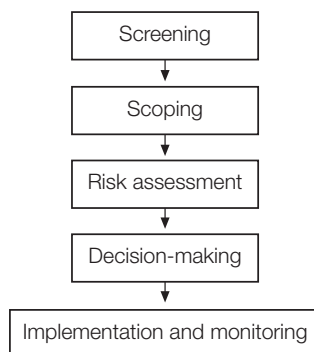 Screening
Scoping
Risk assessment
Decision-making
Implementation and monitoring